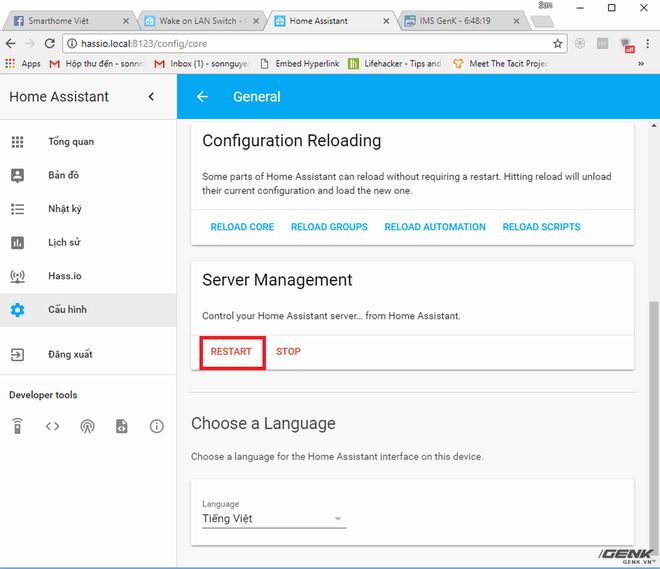 Smarthome Việt
Wake on LAN Switch -
Home Assistant
IMS GenK - 6:48:19
Son
hassio.local:8123/config/core
off
Apps
Hộp thư đến - sonnn
Inbox (1) - sonnguyen
Embed Hyperlink
Lifehacker - Tips and
Meet The Tacit Projec
»
Home Assistant
General
Tổng quan
Bản đồ
Nhật ký
Lịch sử
Hass.io
Cấu hình
Đăng xuất
Developer tools
Configuration Reloading
Some parts of Home Assistant can reload without requiring a restart. Hitting reload will unload
their current configuration and load the new one.
RELOAD CORE RELOAD GROUPS RELOAD AUTOMATION RELOAD SCRIPTS
Server Management
Control your Home Assistant server... from Home Assistant.
RESTART STOP
Choose a Language
Choose a language for the Home Assistant interface on this device.
Language
Tiếng Việt
GENK
GENK.VN